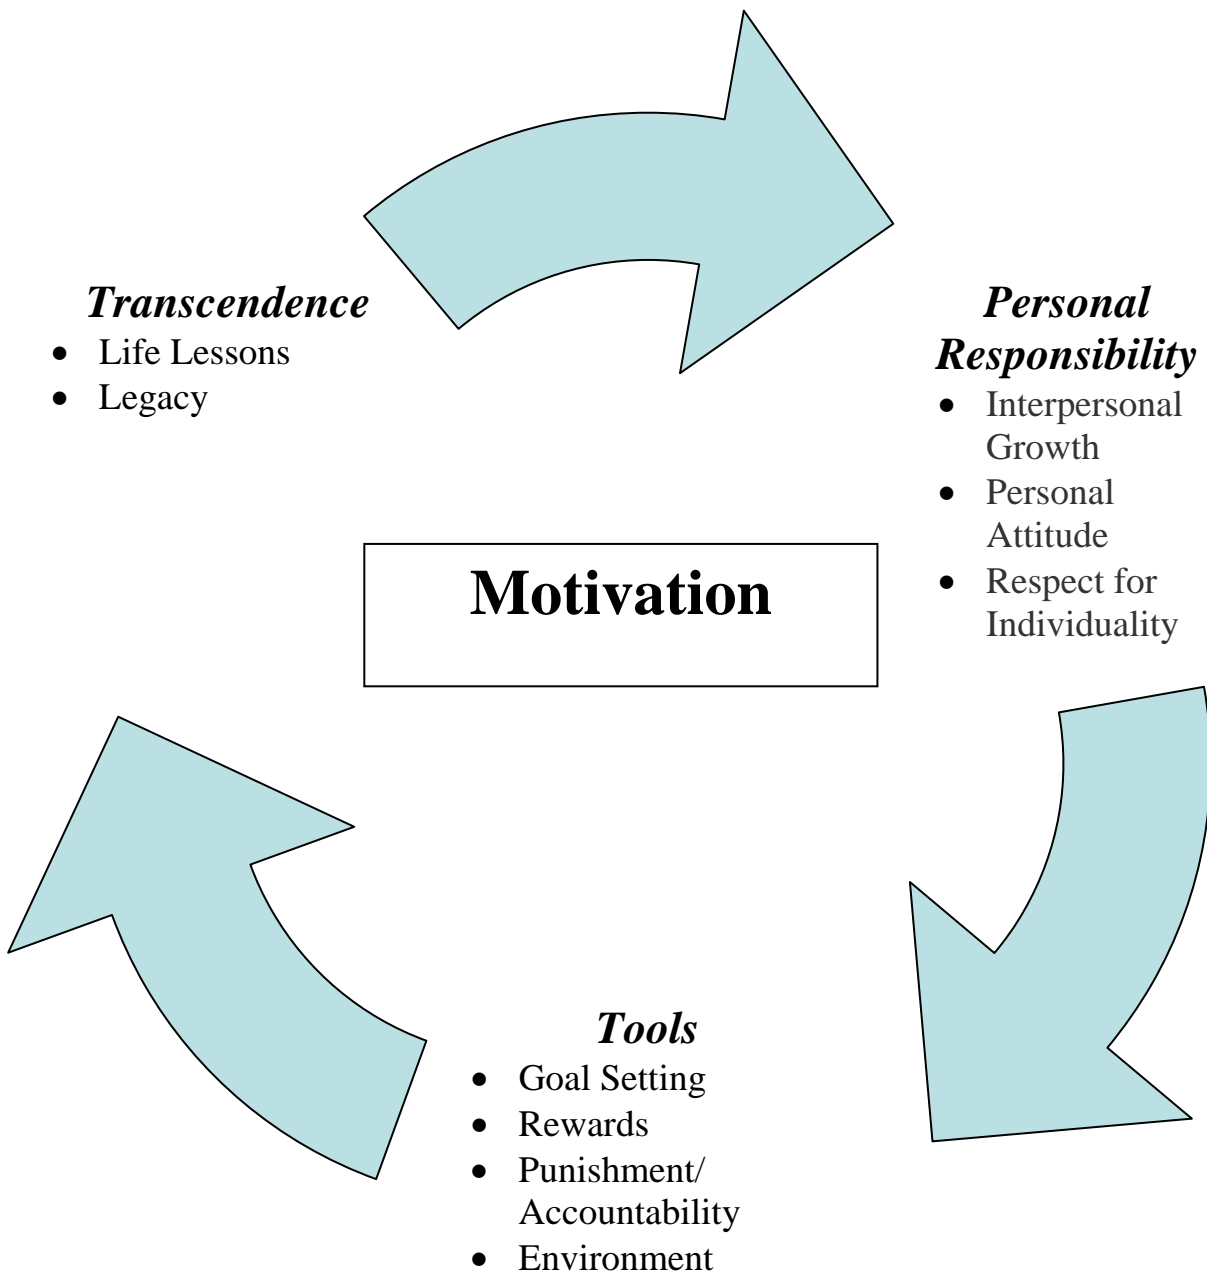 Transcendence
• Life Lessons
• Legacy
Personal
Responsibility
• Interpersonal
Growth
• Personal
Attitude
• Respect for
Individuality
Motivation
Tools
• Goal Setting
• Rewards
• Punishment/
Accountability
• Environment